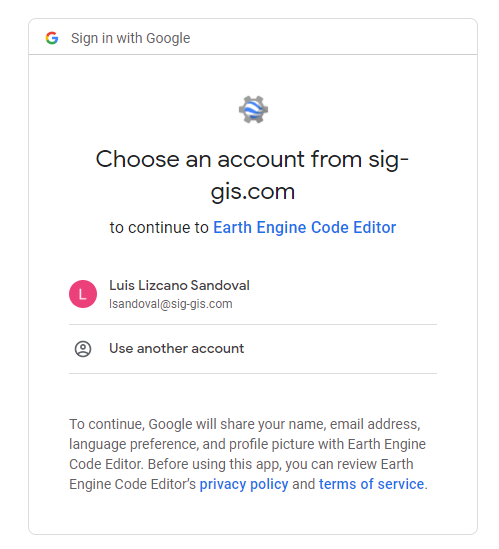 Sign in with Google
Choose an account from sig-
gis.com
to continue to Earth Engine Code Editor
L
Luis Lizcano Sandoval
lsandoval@sig-gis.com
Use another account
To continue, Google will share your name, email address,
language preference, and profile picture with Earth Engine
Code Editor. Before using this app, you can review Earth
Engine Code Editor's privacy policy and terms of service.